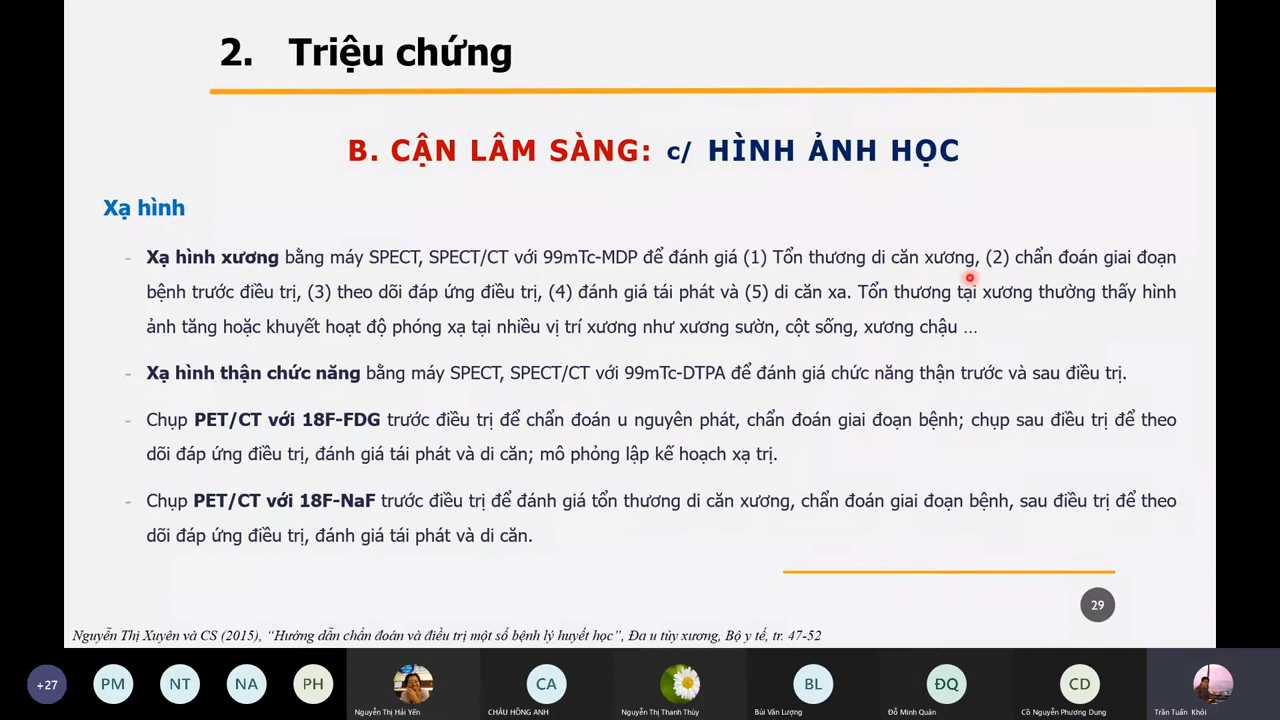 2. Triệu chứng
B. CẬN LÂM SÀNG: c/ HÌNH ẢNH HỌC
Xạ hình
- Xạ hình xương bằng máy SPECT, SPECT/CT với 99mTc-MDP để đánh giá (1) Tổn thương di căn xương, (2) chẩn đoán giai đoạn
bệnh trước điều trị, (3) theo dõi đáp ứng điều trị, (4) đánh giá tái phát và (5) di căn xa. Tổn thương tại xương thường thấy hình
ảnh tăng hoặc khuyết hoạt độ phóng xạ tại nhiều vị trí xương như xương sườn, cột sống, xương chậu ...
- Xạ hình thận chức năng bằng máy SPECT, SPECT/CT với 99mTc-DTPA để đánh giá chức năng thận trước và sau điều trị.
- Chụp PET/CT với 18F-FDG trước điều trị để chẩn đoán u nguyên phát, chẩn đoán giai đoạn bệnh; chụp sau điều trị để theo
dõi đáp ứng điều trị, đánh giá tái phát và di căn; mô phỏng lập kế hoạch xạ trị.
- Chụp PET/CT với 18F-NaF trước điều trị để đánh giá tổn thương di căn xương, chẩn đoán giai đoạn bệnh, sau điều trị để theo
dõi đáp ứng điều trị, đánh giá tái phát và di căn.
29
Nguyễn Thị Xuyên và CS (2015), “Hướng dẫn chẩn đoán và điều trị một số bệnh lý huyết học”, Đa u tủy xương, Bộ y tế, tr. 47-52
+27 PM NT NA PH CA BL ĐQ CD
Nguyễn Thị Hải Yến CHÂU HỒNG ANH Nguyễn Thị Thanh Thùy Bùi Văn Lượng Đỗ Minh Quân Cô Nguyễn Phương Dung Trần Tuấn Khôi